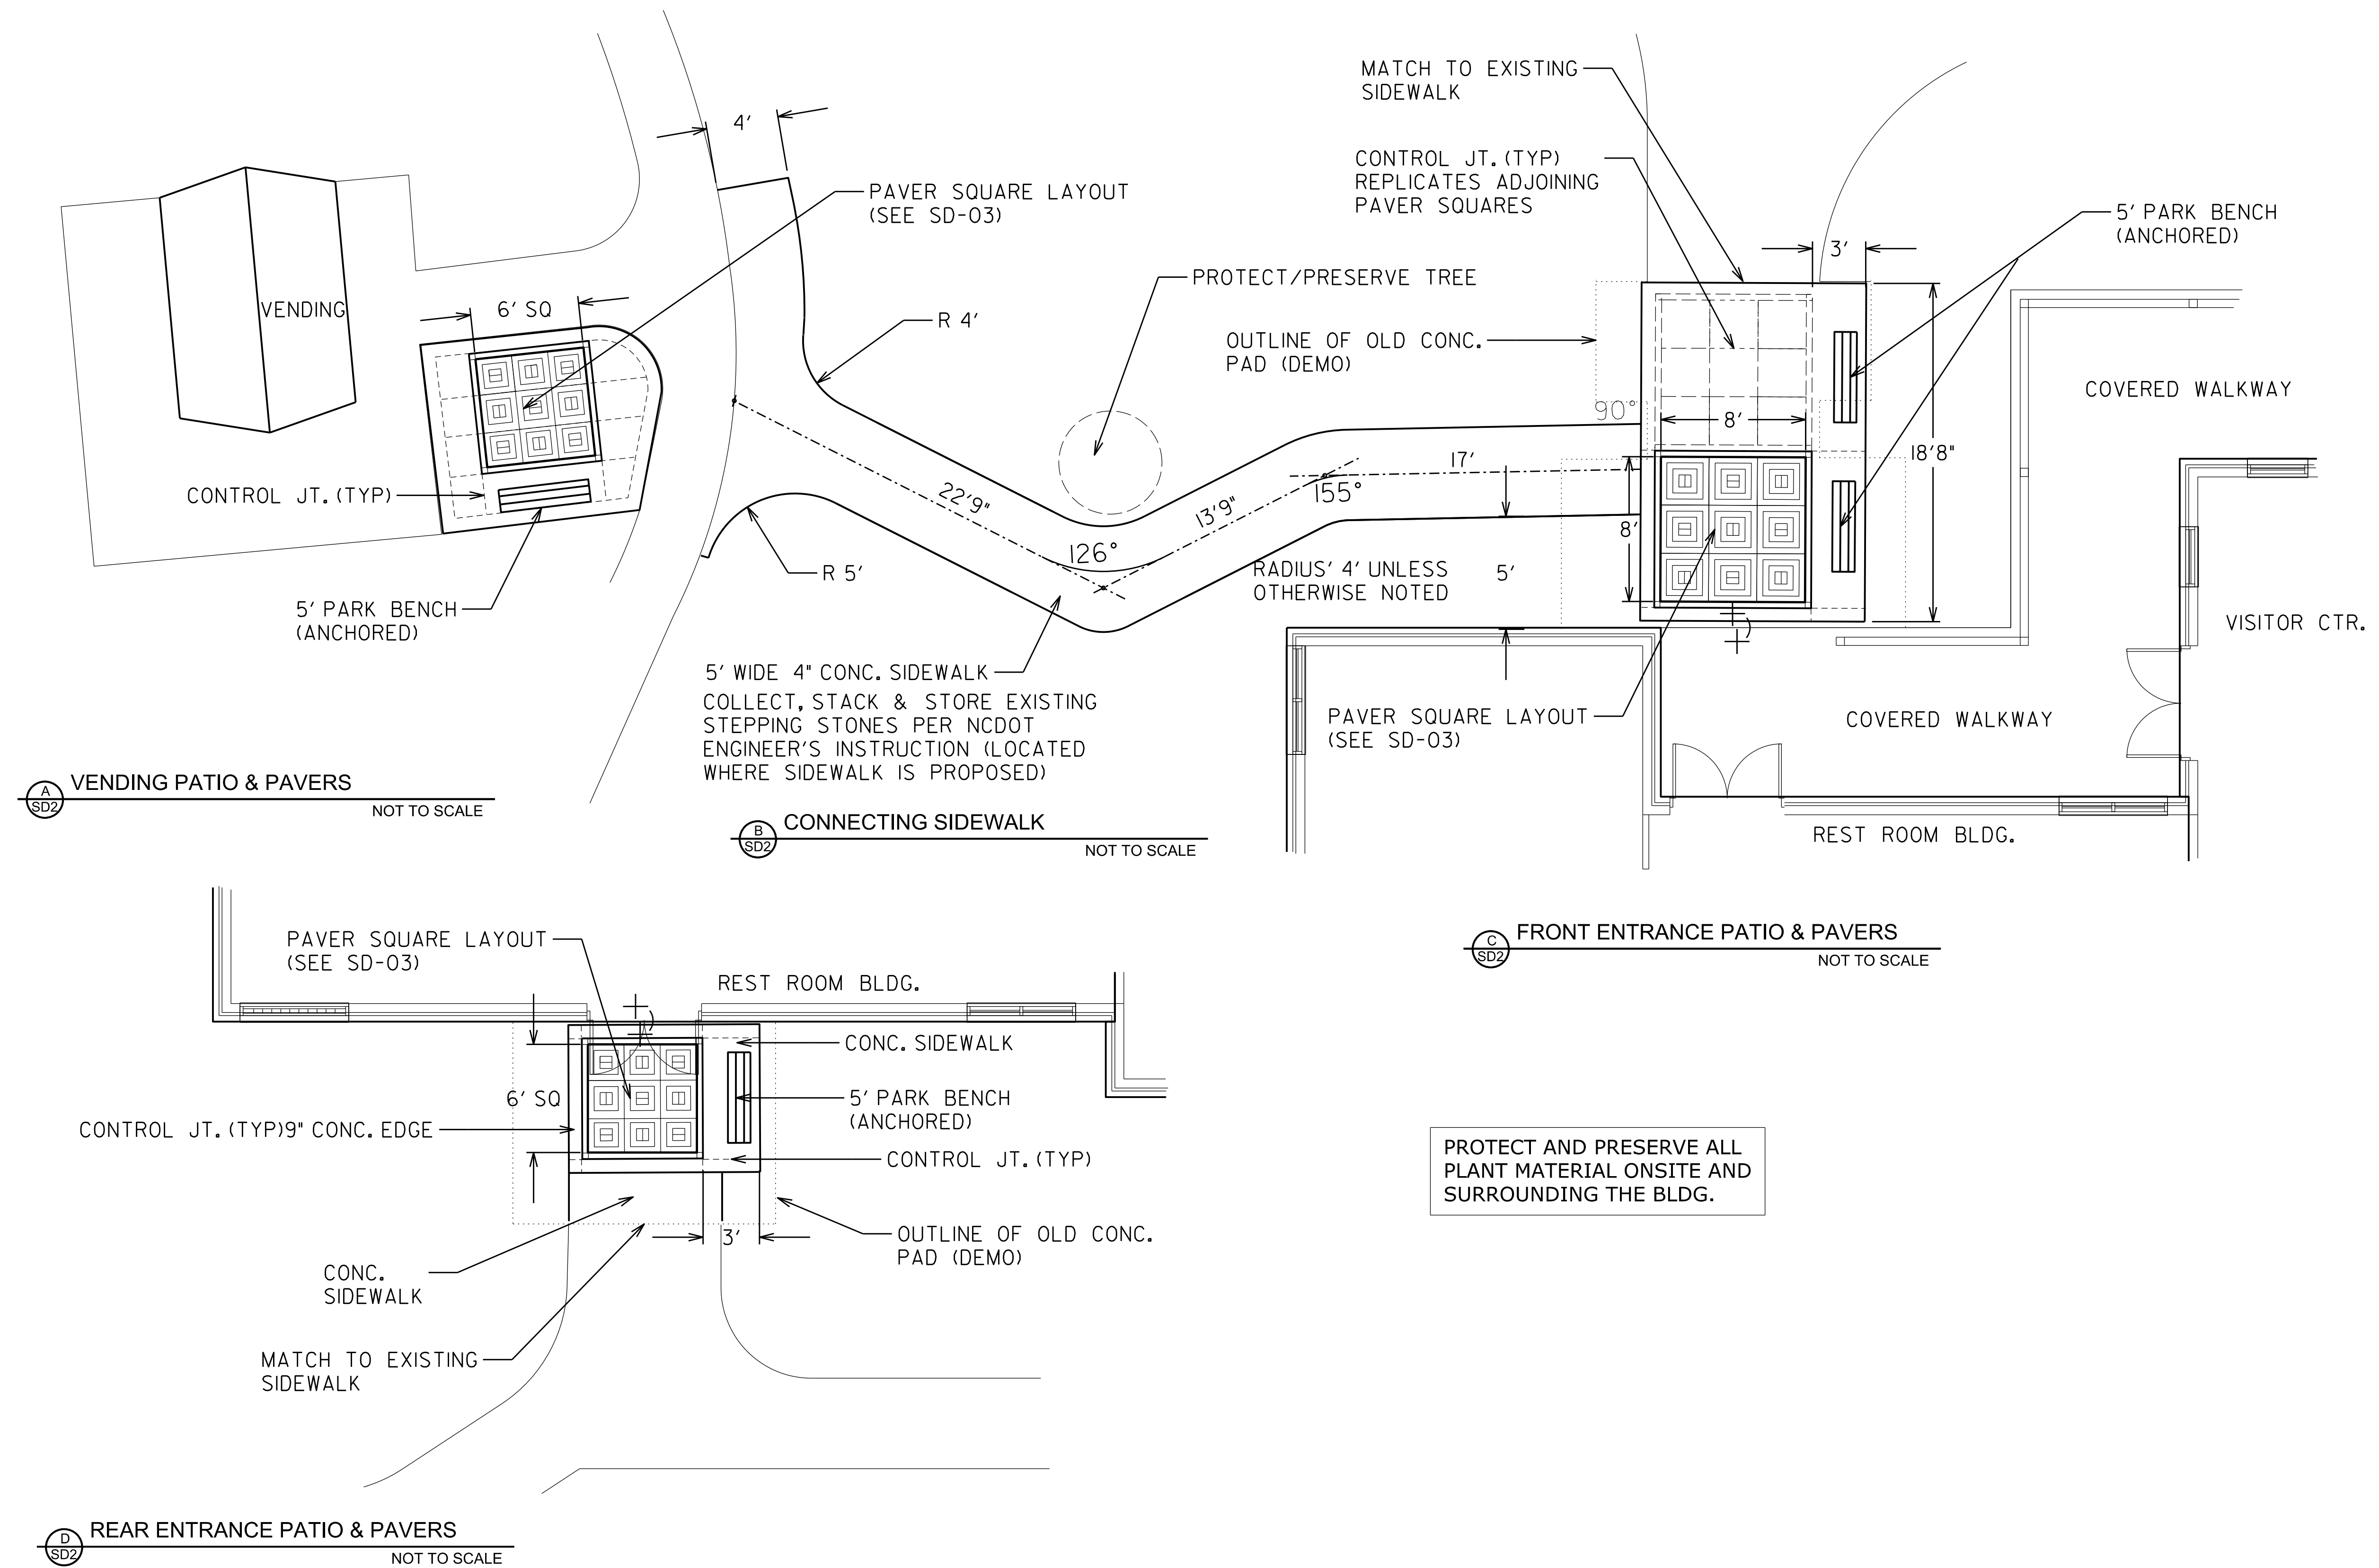 4'
PAVER SQUARE LAYOUT
(SEE SD-03)
VENDING
6' SQ
R 4'
PROTECT/PRESERVE TREE
CONTROL JT. (TYP)
22'9"
126°
13'9"
155°
17'
R 5'
5' PARK BENCH
(ANCHORED)
5' WIDE 4" CONC. SIDEWALK
COLLECT, STACK & STORE EXISTING
STEPPING STONES PER NCDOT
ENGINEER'S INSTRUCTION (LOCATED
WHERE SIDEWALK IS PROPOSED)
RADIUS' 4' UNLESS
OTHERWISE NOTED
5'
A
SD2
VENDING PATIO & PAVERS
NOT TO SCALE
B
SD2
CONNECTING SIDEWALK
NOT TO SCALE
MATCH TO EXISTING
SIDEWALK
CONTROL JT. (TYP)
REPLICATES ADJOINING
PAVER SQUARES
5' PARK BENCH
(ANCHORED)
3'
OUTLINE OF OLD CONC.
PAD (DEMO)
90°
8'
18'8"
8'
COVERED WALKWAY
VISITOR CTR.
PAVER SQUARE LAYOUT
(SEE SD-03)
COVERED WALKWAY
REST ROOM BLDG.
C
SD2
FRONT ENTRANCE PATIO & PAVERS
NOT TO SCALE
PAVER SQUARE LAYOUT
(SEE SD-03)
REST ROOM BLDG.
CONC. SIDEWALK
6' SQ
5' PARK BENCH
(ANCHORED)
CONTROL JT. (TYP)9" CONC. EDGE
CONTROL JT. (TYP)
3'
OUTLINE OF OLD CONC.
PAD (DEMO)
CONC.
SIDEWALK
MATCH TO EXISTING
SIDEWALK
PROTECT AND PRESERVE ALL
PLANT MATERIAL ONSITE AND
SURROUNDING THE BLDG.
D
SD2
REAR ENTRANCE PATIO & PAVERS
NOT TO SCALE